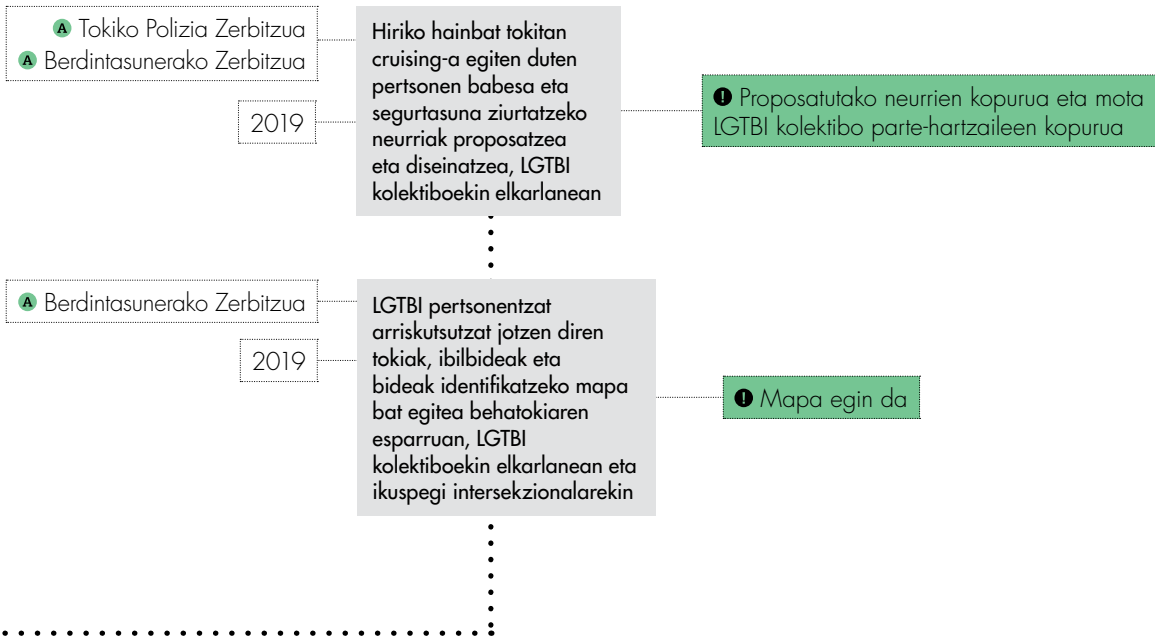 A Tokiko Polizia Zerbitzua
A Berdintasunerako Zerbitzua
2019
Hiriko hainbat tokitan
cruising-a egiten duten
pertsonen babesa eta
segurtasuna ziurtatzeko
neurriak proposatzea
eta diseinatzea, LGTBI
kolektiboekin elkarlanean
! Proposatutako neurrien kopurua eta mota
LGTBI kolektibo parte-hartzaileen kopurua
A Berdintasunerako Zerbitzua
2019
LGTBI pertsonentzat
arriskutsutzat jotzen diren
tokiak, ibilbideak eta
bideak identifikatzeko mapa
bat egitea behatokiaren
esparruan, LGTBI
kolektiboekin elkarlanean eta
ikuspegi intersekzionalarekin
! Mapa egin da